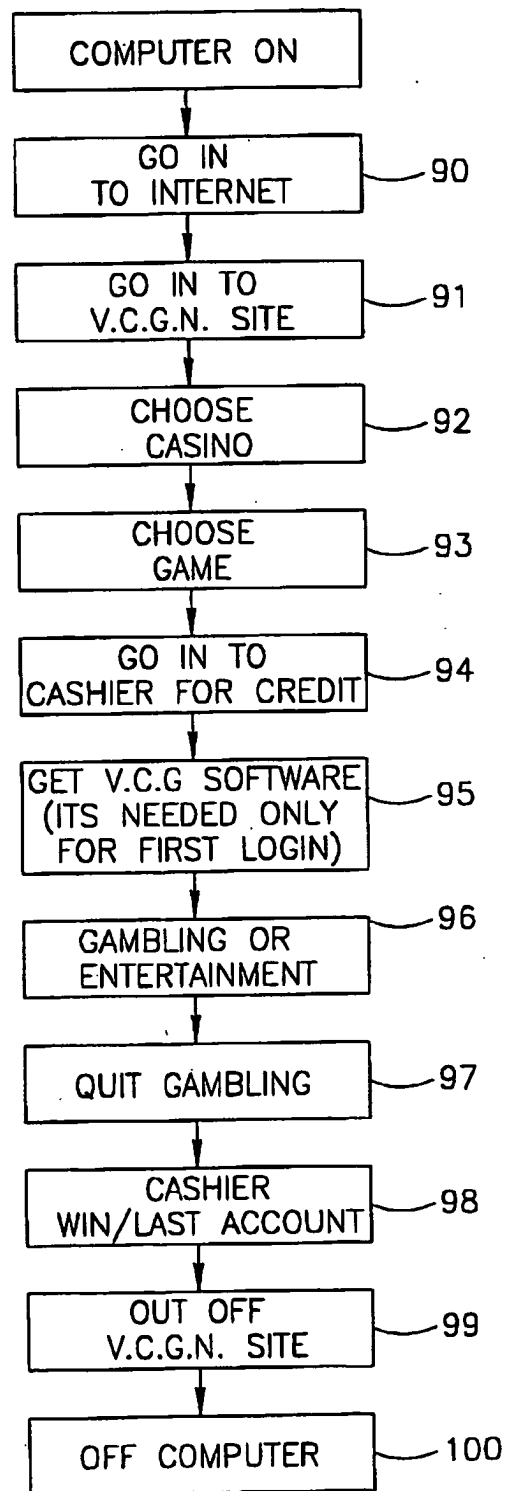 COMPUTER ON
GO IN
TO INTERNET
90
GO IN TO
V.C.G.N. SITE
91
CHOOSE
CASINO
92
CHOOSE
GAME
93
GO IN TO
CASHIER FOR CREDIT
94
GET V.C.G SOFTWARE
(ITS NEEDED ONLY
FOR FIRST LOGIN)
95
GAMBLING OR
ENTERTAINMENT
96
QUIT GAMBLING
97
CASHIER
WIN/LAST ACCOUNT
98
OUT OFF
V.C.G.N. SITE
99
OFF COMPUTER
100